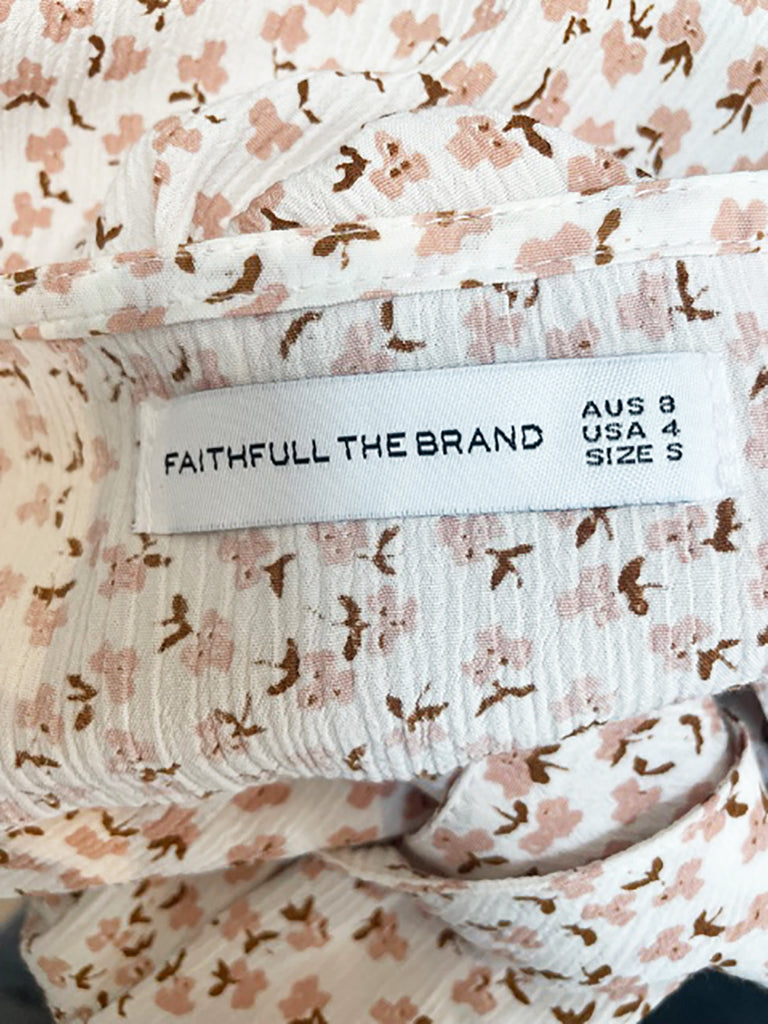 FAITHFULL THE BRAND
AUS 8
USA 4
SIZE S